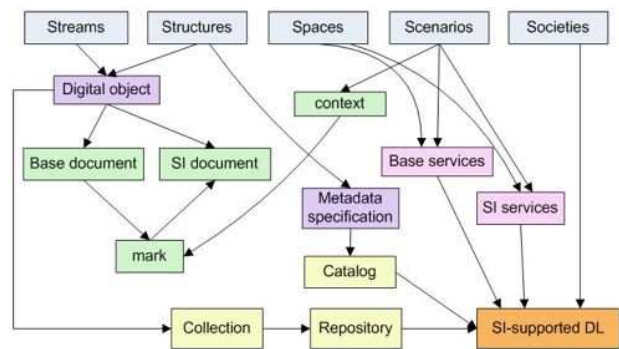 Streams
Structures
Spaces
Scenarios
Societies
Digital object
context
Base document
SI document
Base services
Metadata
specification
SI services
mark
Catalog
Collection
Repository
SI-supported DL